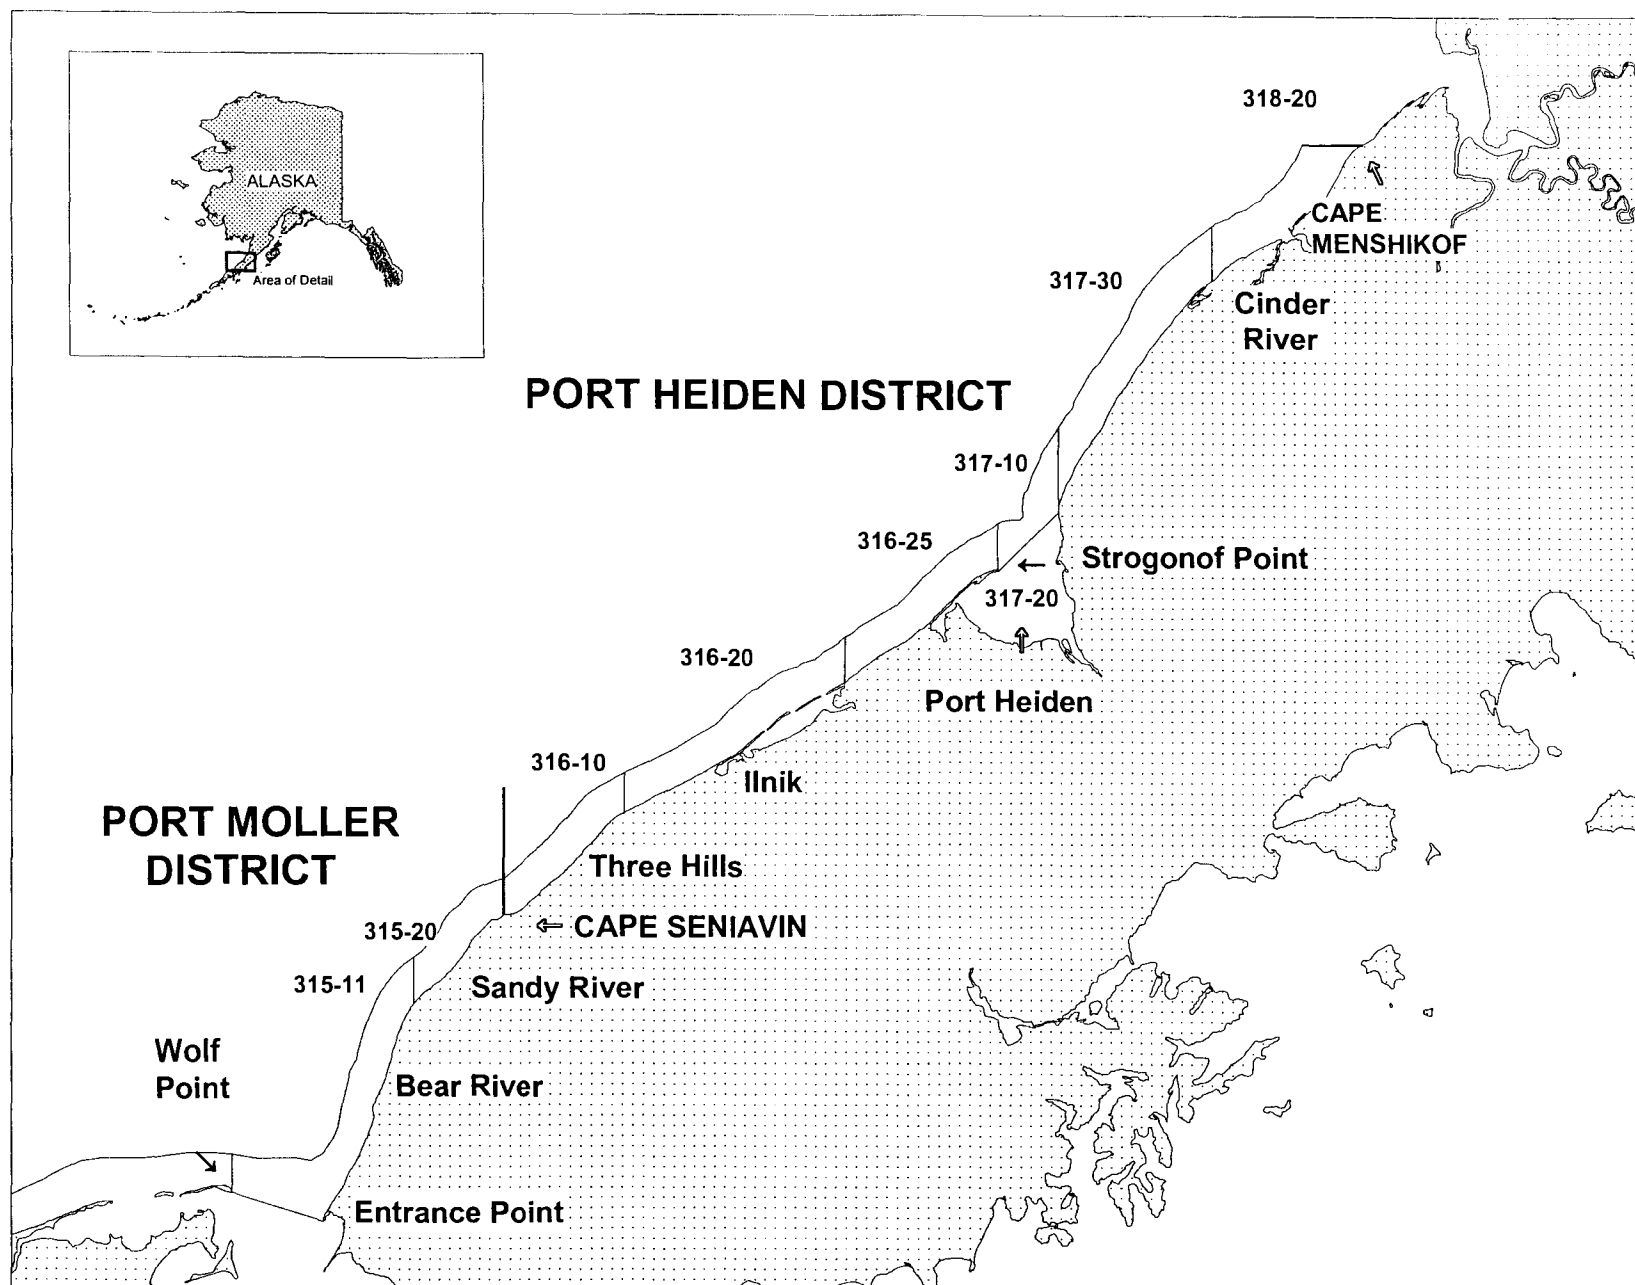 318-20
ALASKA
CAPE
MENSHIKOF
Area of Detail
317-30
Cinder
River
PORT HEIDEN DISTRICT
317-10
316-25
Strogonof Point
317-20
316-20
Port Heiden
316-10
Ilnik
PORT MOLLER
DISTRICT
Three Hills
315-20
CAPE SENIAVIN
315-11
Sandy River
Wolf
Point
Bear River
Entrance Point